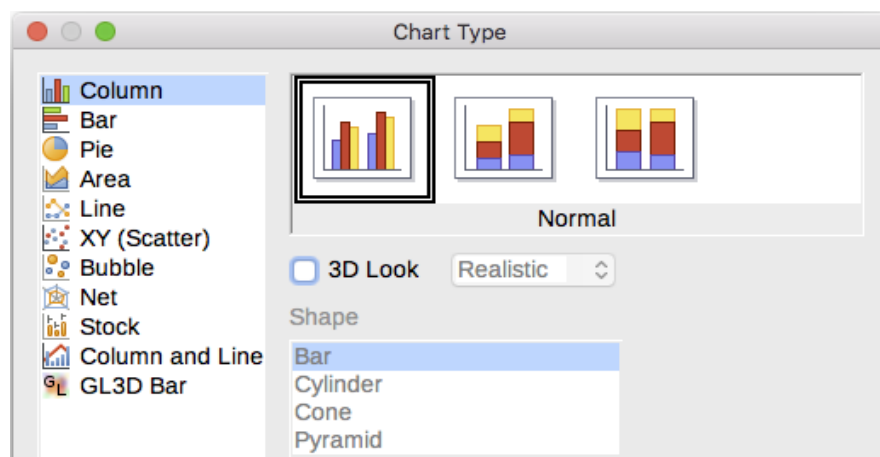 Chart Type
Column
Bar
Pie
Area
Line
XY (Scatter)
Bubble
Net
Stock
Column and Line
GL3D Bar
Normal
3D Look
Realistic
Shape
Bar
Cylinder
Cone
Pyramid